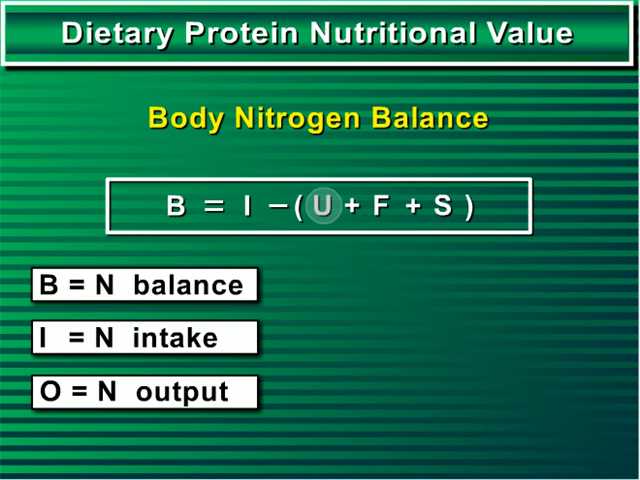 Dietary Protein Nutritional Value
Body Nitrogen Balance
B = I – ( U + F + S )
B = N balance
I = N intake
O = N output